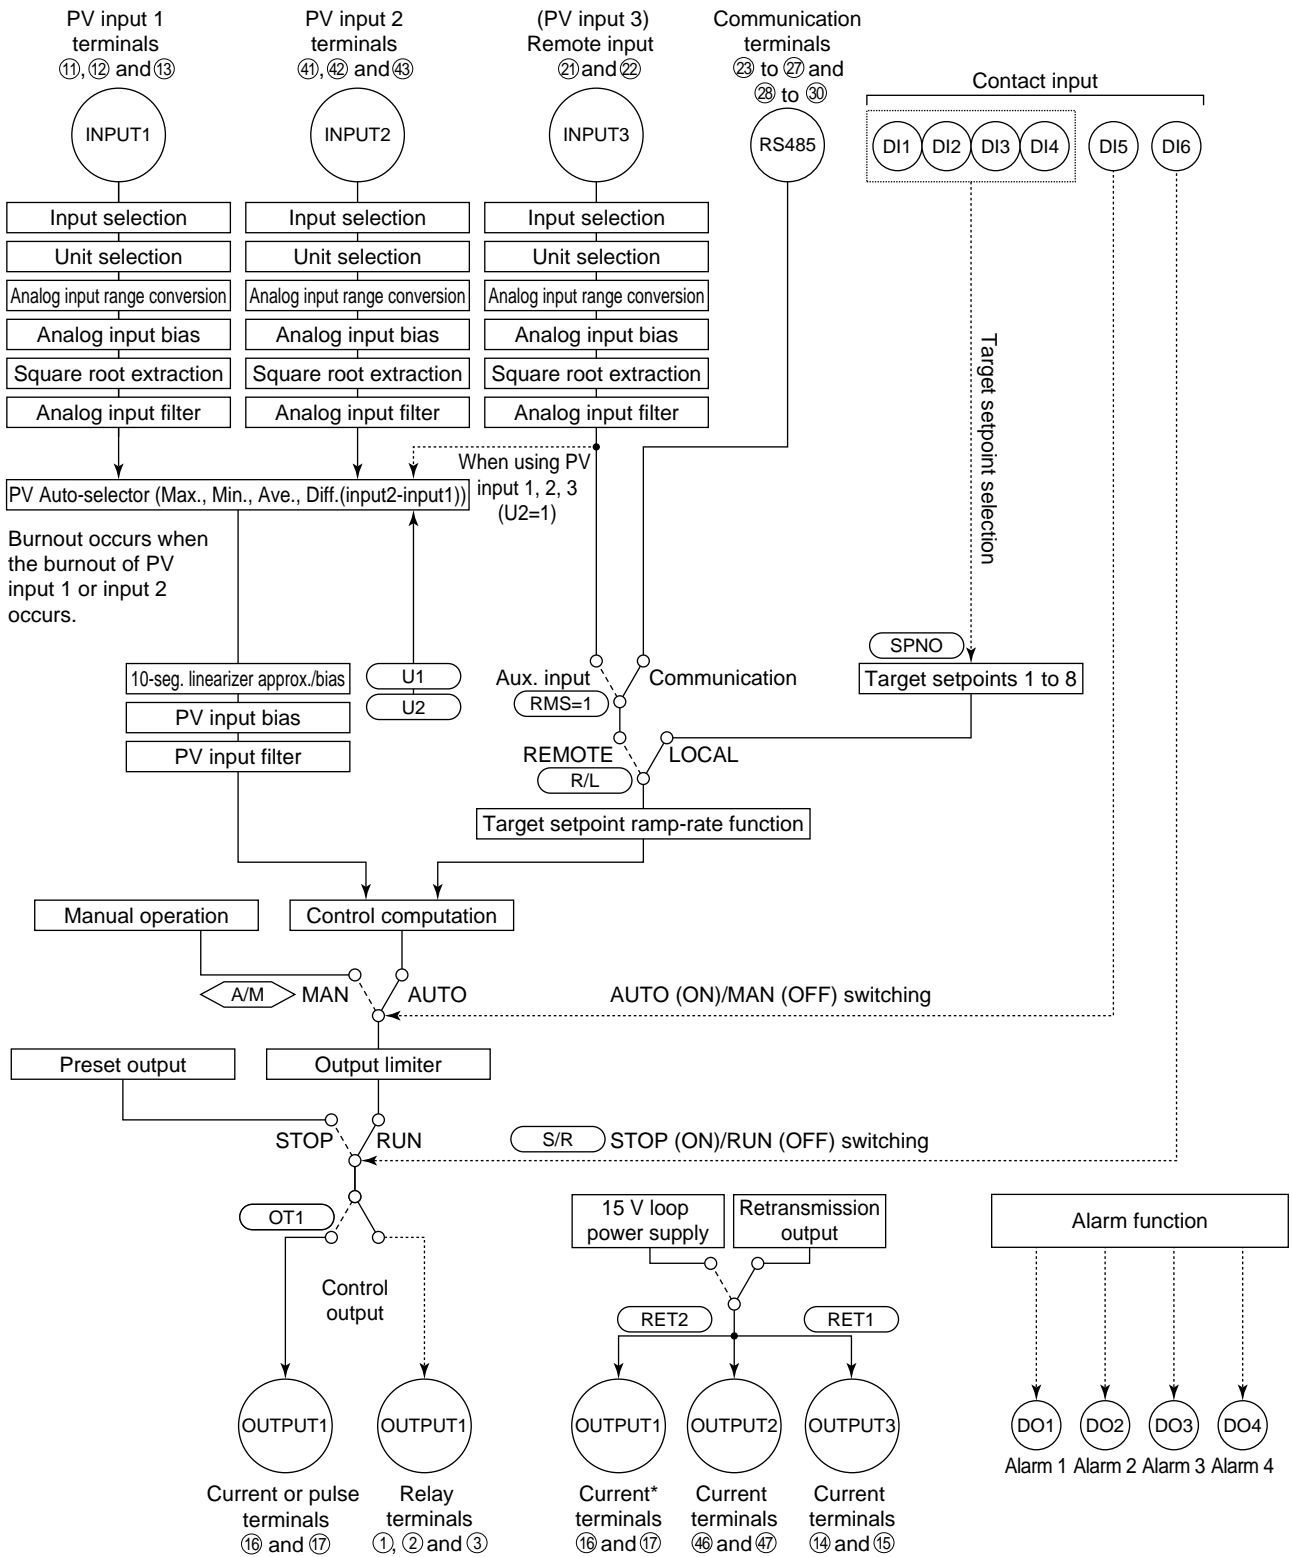 PV input 1
terminals
⑪, ⑫ and ⑬
PV input 2
terminals
㊶, ㊷ and ㊸
(PV input 3)
Remote input
㉑ and ㉒
Communication
terminals
㉓ to ㉗ and
㉘ to ㉚
Contact input
INPUT1
INPUT2
INPUT3
RS485
DI1
DI2
DI3
DI4
DI5
DI6
Input selection
Unit selection
Analog input range conversion
Analog input bias
Square root extraction
Analog input filter
Input selection
Unit selection
Analog input range conversion
Analog input bias
Square root extraction
Analog input filter
Input selection
Unit selection
Analog input range conversion
Analog input bias
Square root extraction
Analog input filter
Target setpoint selection
When using PV
input 1, 2, 3
(U2=1)
PV Auto-selector (Max., Min., Ave., Diff.(input2-input1))
Burnout occurs when
the burnout of PV
input 1 or input 2
occurs.
10-seg. linearizer approx./bias
PV input bias
PV input filter
U1
U2
Aux. input
Communication
RMS=1
SPNO
Target setpoints 1 to 8
REMOTE
LOCAL
R/L
Target setpoint ramp-rate function
Manual operation
Control computation
A/M
MAN
AUTO
AUTO (ON)/MAN (OFF) switching
Preset output
Output limiter
STOP
RUN
S/R
STOP (ON)/RUN (OFF) switching
OT1
Control
output
15 V loop
power supply
Retransmission
output
RET2
RET1
Alarm function
OUTPUT1
OUTPUT1
OUTPUT1
OUTPUT2
OUTPUT3
DO1
DO2
DO3
DO4
Alarm 1
Alarm 2
Alarm 3
Alarm 4
Current or pulse
terminals
⑯ and ⑰
Relay
terminals
①, ② and ③
Current*
terminals
⑯ and ⑰
Current
terminals
㊻ and ㊼
Current
terminals
⑭ and ⑮